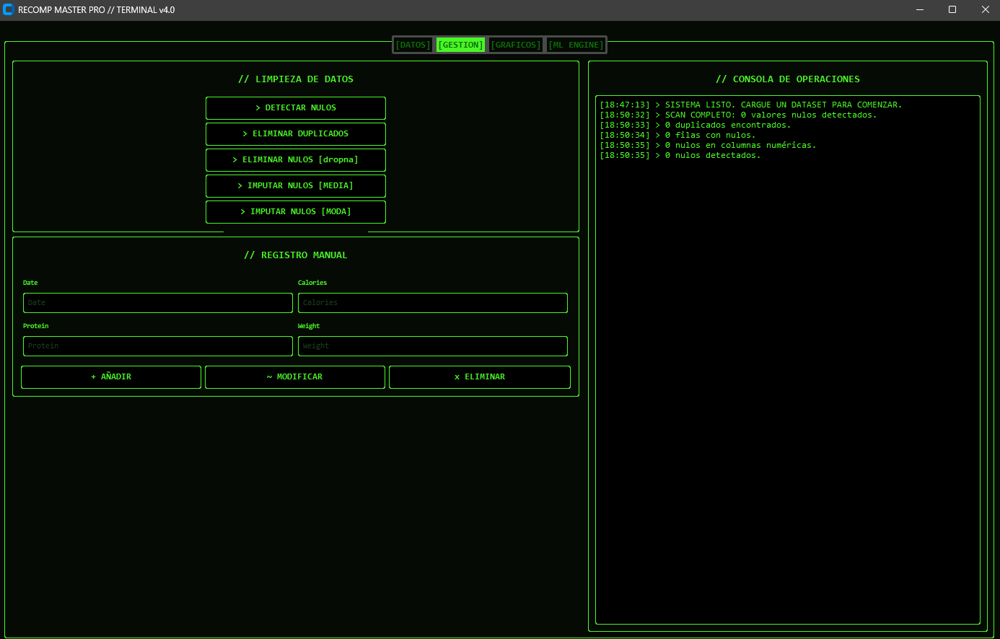 RECOMP MASTER PRO // TERMINAL v4.0
[DATOS] [GESTION] [GRAFICOS] [ML ENGINE]
// LIMPIEZA DE DATOS
> DETECTAR NULOS
> ELIMINAR DUPLICADOS
> ELIMINAR NULOS [dropna]
> IMPUTAR NULOS [MEDIA]
> IMPUTAR NULOS [MODA]
// REGISTRO MANUAL
Date
Calories
Date
Calories
Protein
Weight
Protein
Weight
+ AÑADIR
~ MODIFICAR
x ELIMINAR
// CONSOLA DE OPERACIONES
[18:47:13] > SISTEMA LISTO. CARGUE UN DATASET PARA COMENZAR.
[18:50:32] > SCAN COMPLETO: 0 valores nulos detectados.
[18:50:33] > 0 duplicados encontrados.
[18:50:34] > 0 filas con nulos.
[18:50:35] > 0 nulos en columnas numéricas.
[18:50:35] > 0 nulos detectados.